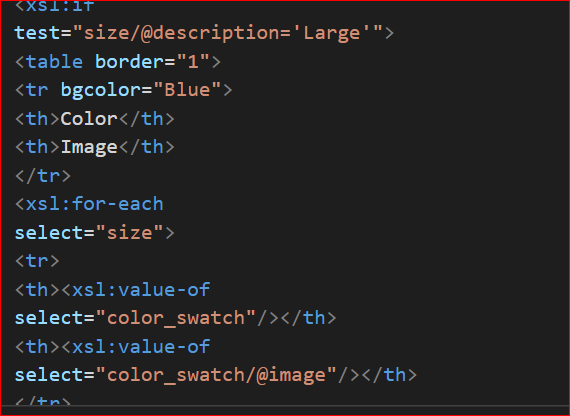 <xsl:if
test="size/@description='Large'">
<table border="1">
<tr bgcolor="Blue">
<th>Color</th>
<th>Image</th>
</tr>
<xsl:for-each
select="size">
<tr>
<th><xsl:value-of
select="color_swatch"/></th>
<th><xsl:value-of
select="color_swatch/@image"/></th>
</tr>